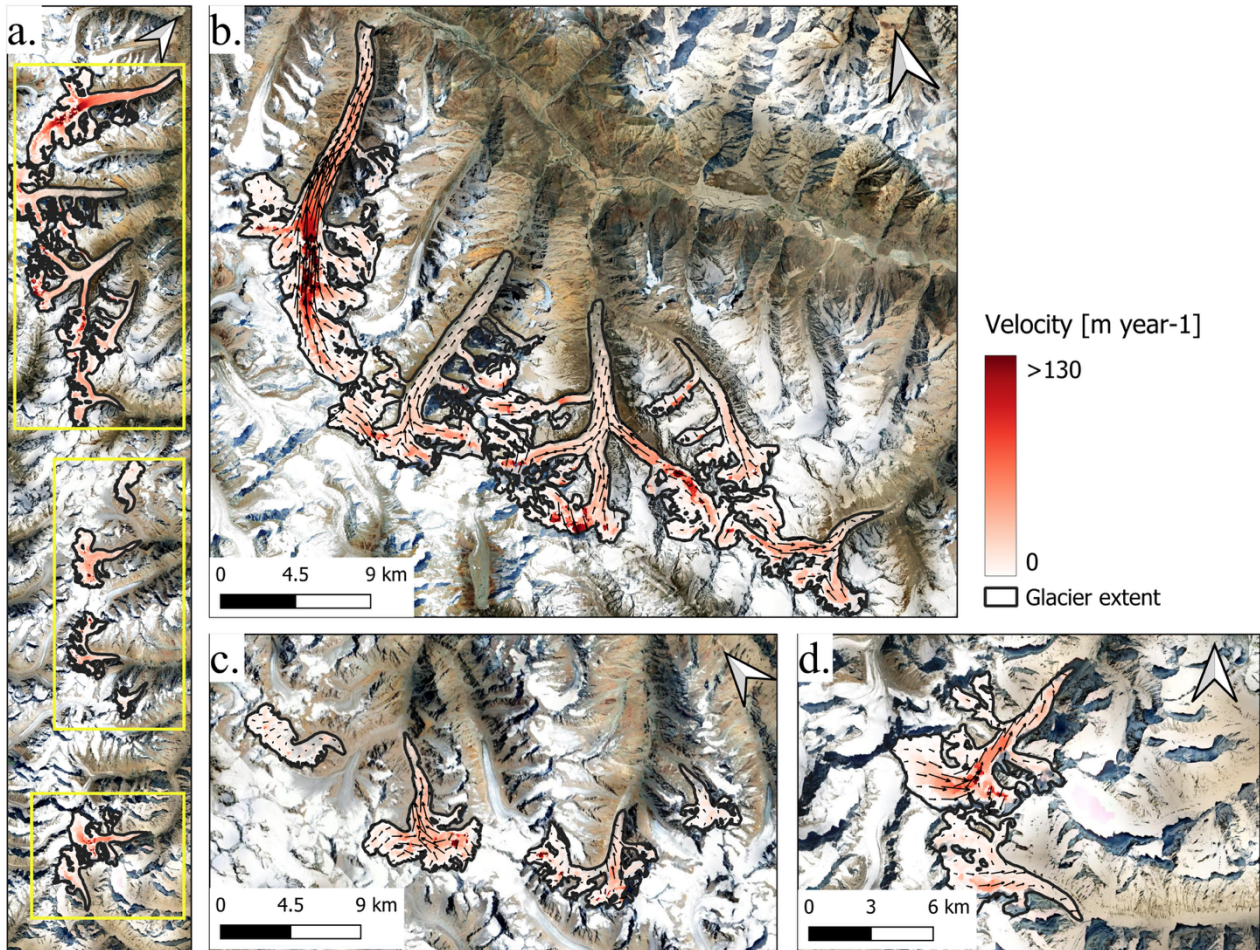 a.
b.
Velocity [m year-1]
>130
0
Glacier extent
0 4.5 9 km
c.
d.
0 4.5 9 km
0 3 6 km